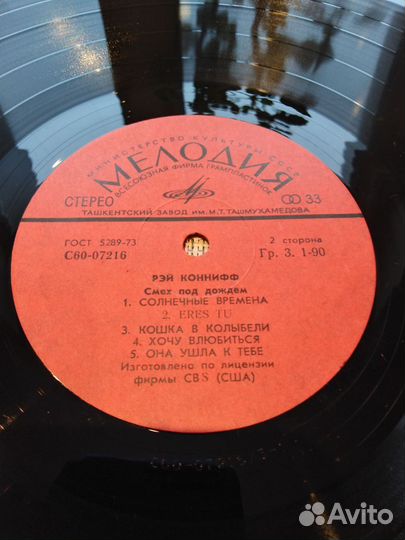 МИНИСТЕРСТВО КУЛЬТУРЫ СССР
МЕЛОДИЯ
ВСЕСОЮЗНАЯ ФИРМА ГРАМПЛАСТИНОК
СТЕРЕО 33
ТАШКЕНТСКИЙ ЗАВОД ИМ. М.Т. ТАШМУХАМЕДОВА
ГОСТ 5289-73 2 сторона
С60-07216 Гр. 3. 1-90
РЭЙ КОННИФФ
Смех под дождем
1. СОЛНЕЧНЫЕ ВРЕМЕНА
2. ERES TU
3. КОШКА В КОЛЫБЕЛИ
4. ХОЧУ ВЛЮБИТЬСЯ
5. ОНА УШЛА К ТЕБЕ
Изготовлено по лицензии
фирмы CBS (США)
Avito